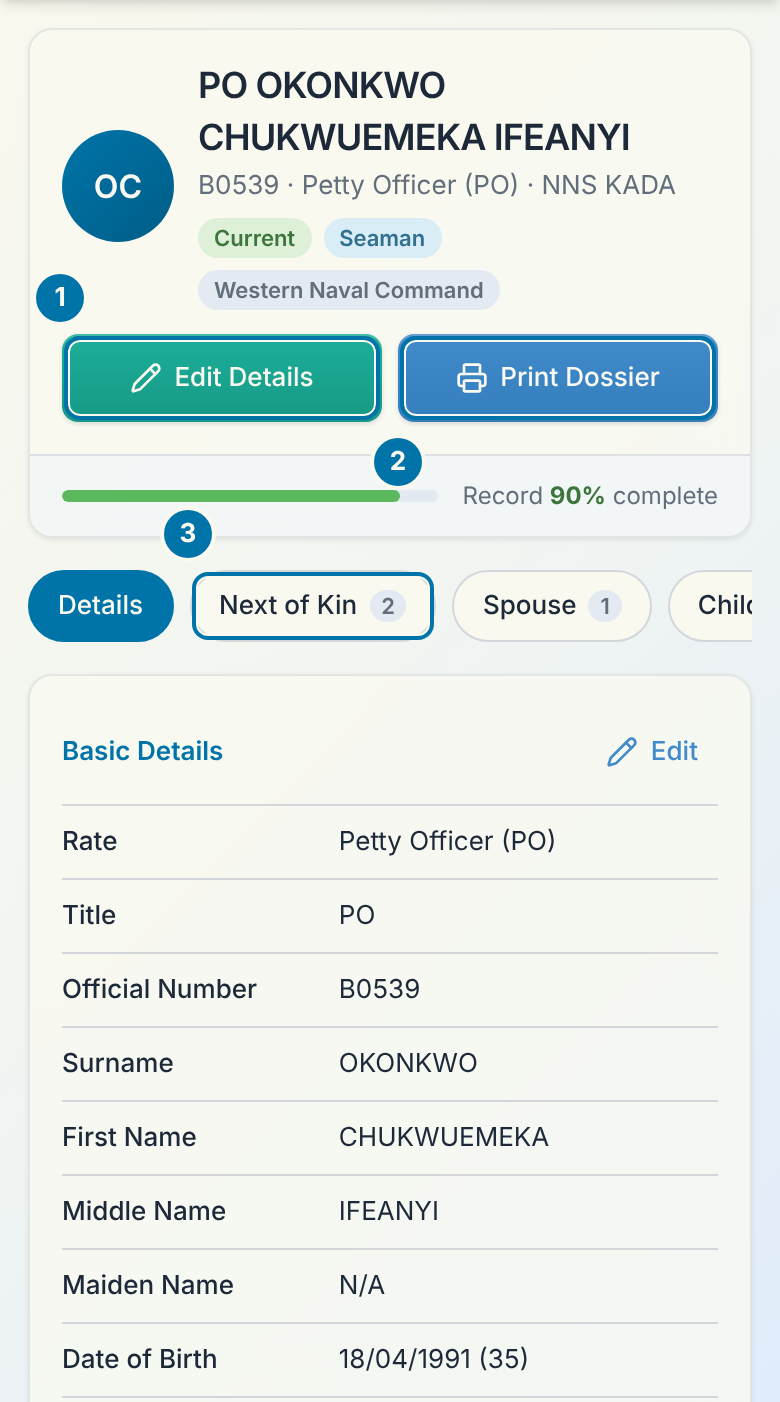 PO OKONKWO
CHUKWUEMEKA IFEANYI
OC
B0539 · Petty Officer (PO) · NNS KADA
Current Seaman
Western Naval Command
1
Edit Details Print Dossier
2
Record 90% complete
3
Details Next of Kin 2 Spouse 1 Chil
Basic Details Edit
Rate Petty Officer (PO)
Title PO
Official Number B0539
Surname OKONKWO
First Name CHUKWUEMEKA
Middle Name IFEANYI
Maiden Name N/A
Date of Birth 18/04/1991 (35)